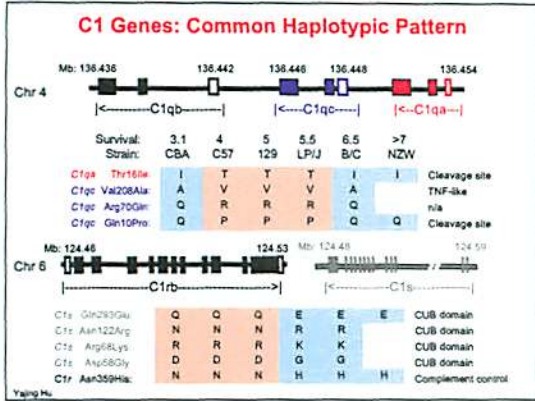 C1 Genes: Common Haplotypic Pattern
Mb: 136.436 136.442 136.446 136.448 136.454
Chr 4
|<--------C1qb--------->| |<-----C1qc----->| |<--C1qa---|
Survival: 3.1 4 5 5.5 6.5 >7
Strain: CBA C57 129 LP/J B/C NZW
C1qa Thr16Ile: I T T T I I Cleavage site
C1qc Val208Ala: A V V V A TNF-like
C1qc Arg70Gln: Q R R R Q n/a
C1qc Gln10Pro: Q P P P Q Q Cleavage site
Mb: 124.46 124.53 Mb: 124.48 124.59
Chr 6
|--------------C1rb-------------->| |<--------------C1s---------------|
C1s Gln293Glu: Q Q Q E E E CUB domain
C1s Asn122Arg N N N R R CUB domain
C1s Arg68Lys: R R R K K CUB domain
C1s Asp58Gly D D D G G CUB domain
C1r Asn359His: N N N H H H Complement control
Yajing Hu